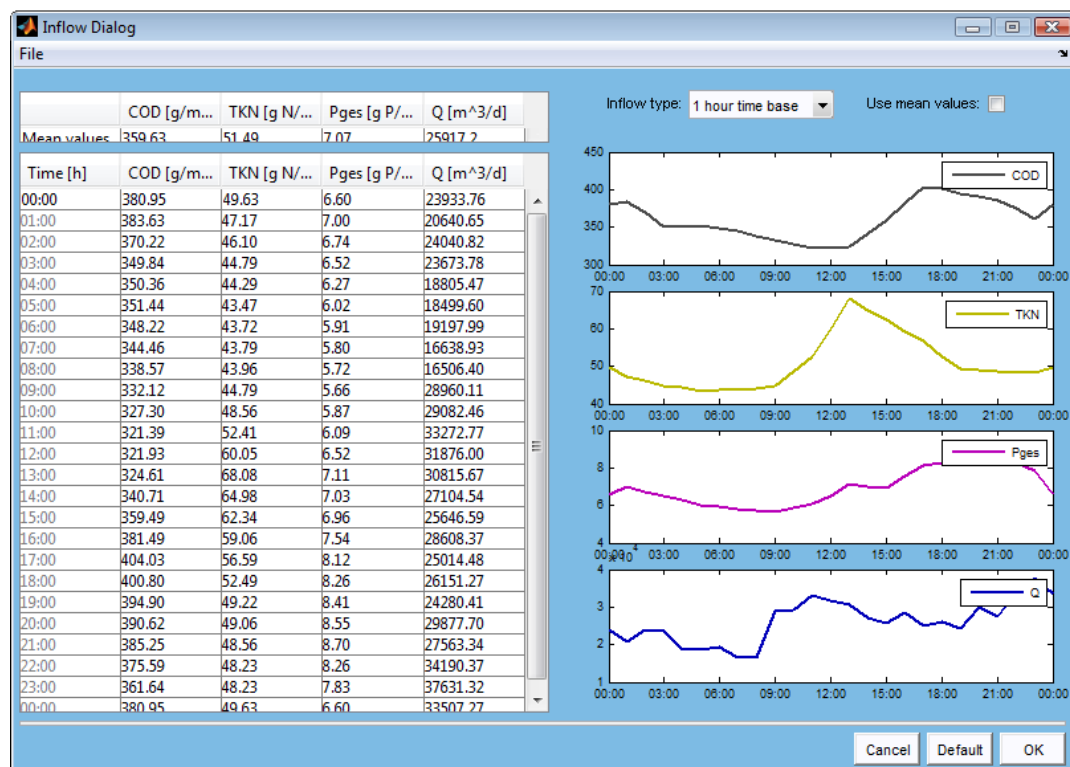 Inflow Dialog
File
COD [g/m... TKN [g N/... Pges [g P/... Q [m^3/d]
Mean values 359.63 51.49 7.07 25917.2
Time [h] COD [g/m... TKN [g N/... Pges [g P/... Q [m^3/d]
00:00 380.95 49.63 6.60 23933.76
01:00 383.63 47.17 7.00 20640.65
02:00 370.22 46.10 6.74 24040.82
03:00 349.84 44.79 6.52 23673.78
04:00 350.36 44.29 6.27 18805.47
05:00 351.44 43.47 6.02 18499.60
06:00 348.22 43.72 5.91 19197.99
07:00 344.46 43.79 5.80 16638.93
08:00 338.57 43.96 5.72 16506.40
09:00 332.12 44.79 5.66 28960.11
10:00 327.30 48.56 5.87 29082.46
11:00 321.39 52.41 6.09 33272.77
12:00 321.93 60.05 6.52 31876.00
13:00 324.61 68.08 7.11 30815.67
14:00 340.71 64.98 7.03 27104.54
15:00 359.49 62.34 6.96 25646.59
16:00 381.49 59.06 7.54 28608.37
17:00 404.03 56.59 8.12 25014.48
18:00 400.80 52.49 8.26 26151.27
19:00 394.90 49.22 8.41 24280.41
20:00 390.62 49.06 8.55 29877.70
21:00 385.25 48.56 8.70 27563.34
22:00 375.59 48.23 8.26 34190.37
23:00 361.64 48.23 7.83 37631.32
00:00 380.95 49.63 6.60 33507.27
Inflow type: 1 hour time base Use mean values:
450
COD
400
350
300
00:00 03:00 06:00 09:00 12:00 15:00 18:00 21:00 00:00
70
TKN
60
50
40
00:00 03:00 06:00 09:00 12:00 15:00 18:00 21:00 00:00
10
Pges
8
6
4
00:00 03:00 06:00 09:00 12:00 15:00 18:00 21:00 00:00
x 10^4
4
Q
3
2
1
00:00 03:00 06:00 09:00 12:00 15:00 18:00 21:00 00:00
Cancel Default OK